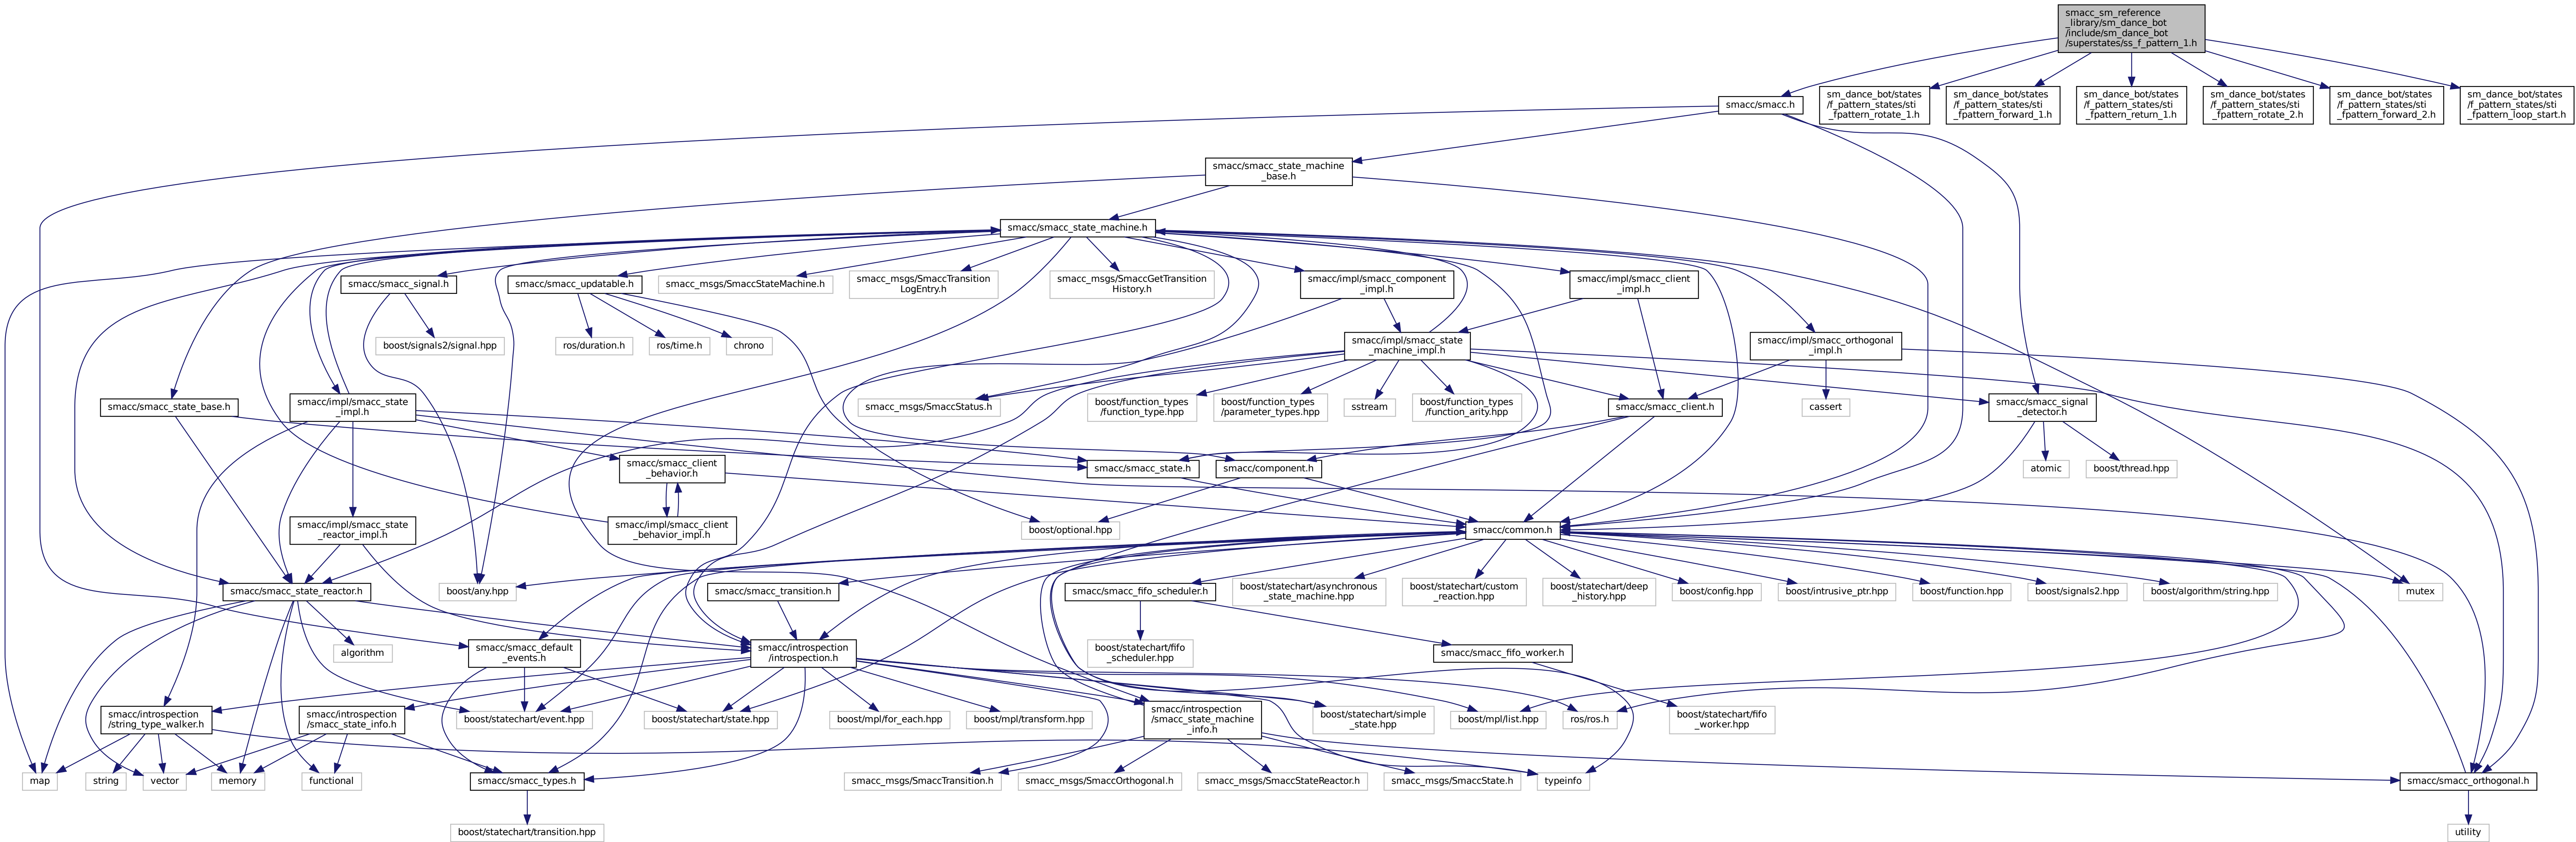 smacc_sm_reference
_library/sm_dance_bot
/include/sm_dance_bot
/superstates/ss_f_pattern_1.h
smacc/smacc.h
sm_dance_bot/states
/f_pattern_states/sti
_fpattern_rotate_1.h
sm_dance_bot/states
/f_pattern_states/sti
_fpattern_forward_1.h
sm_dance_bot/states
/f_pattern_states/sti
_fpattern_return_1.h
sm_dance_bot/states
/f_pattern_states/sti
_fpattern_rotate_2.h
sm_dance_bot/states
/f_pattern_states/sti
_fpattern_forward_2.h
sm_dance_bot/states
/f_pattern_states/sti
_fpattern_loop_start.h
smacc/smacc_state_machine
_base.h
smacc/smacc_state_machine.h
smacc/smacc_signal.h
smacc/smacc_updatable.h
smacc_msgs/SmaccStateMachine.h
smacc_msgs/SmaccTransition
LogEntry.h
smacc_msgs/SmaccGetTransition
History.h
smacc/impl/smacc_component
_impl.h
smacc/impl/smacc_client
_impl.h
boost/signals2/signal.hpp
ros/duration.h
ros/time.h
chrono
smacc/impl/smacc_state
_machine_impl.h
smacc/impl/smacc_orthogonal
_impl.h
smacc/smacc_state_base.h
smacc/impl/smacc_state
_impl.h
smacc_msgs/SmaccStatus.h
boost/function_types
/function_type.hpp
boost/function_types
/parameter_types.hpp
sstream
boost/function_types
/function_arity.hpp
smacc/smacc_client.h
cassert
smacc/smacc_signal
_detector.h
smacc/smacc_client
_behavior.h
smacc/smacc_state.h
smacc/component.h
atomic
boost/thread.hpp
smacc/impl/smacc_state
_reactor_impl.h
smacc/impl/smacc_client
_behavior_impl.h
boost/optional.hpp
smacc/common.h
smacc/smacc_state_reactor.h
boost/any.hpp
smacc/smacc_transition.h
smacc/smacc_fifo_scheduler.h
boost/statechart/asynchronous
_state_machine.hpp
boost/statechart/custom
_reaction.hpp
boost/statechart/deep
_history.hpp
boost/config.hpp
boost/intrusive_ptr.hpp
boost/function.hpp
boost/signals2.hpp
boost/algorithm/string.hpp
mutex
algorithm
smacc/smacc_default
_events.h
smacc/introspection
/introspection.h
boost/statechart/fifo
_scheduler.hpp
smacc/smacc_fifo_worker.h
smacc/introspection
/string_type_walker.h
smacc/introspection
/smacc_state_info.h
boost/statechart/event.hpp
boost/statechart/state.hpp
boost/mpl/for_each.hpp
boost/mpl/transform.hpp
smacc/introspection
/smacc_state_machine
_info.h
boost/statechart/simple
_state.hpp
boost/mpl/list.hpp
ros/ros.h
boost/statechart/fifo
_worker.hpp
map
string
vector
memory
functional
smacc/smacc_types.h
smacc_msgs/SmaccTransition.h
smacc_msgs/SmaccOrthogonal.h
smacc_msgs/SmaccStateReactor.h
smacc_msgs/SmaccState.h
typeinfo
smacc/smacc_orthogonal.h
boost/statechart/transition.hpp
utility